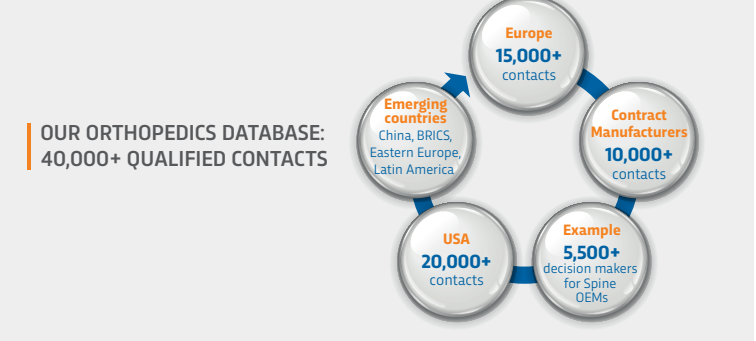 OUR ORTHOPEDICS DATABASE:
40,000+ QUALIFIED CONTACTS
Europe
15,000+
contacts
Contract
Manufacturers
10,000+
contacts
Example
5,500+
decision makers
for Spine
OEMs
USA
20,000+
contacts
Emerging
countries
China, BRICS,
Eastern Europe,
Latin America